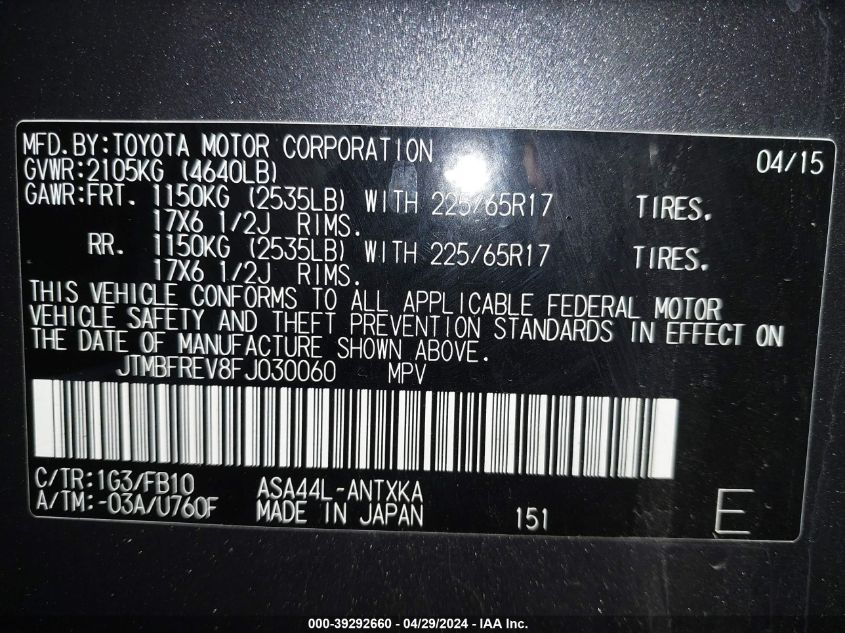 MFD.BY:TOYOTA MOTOR CORPORATION 04/15
GVWR:2105KG (4640LB)
GAWR:FRT. 1150KG (2535LB) WITH 225/65R17 TIRES.
17X6 1/2J RIMS.
RR. 1150KG (2535LB) WITH 225/65R17 TIRES.
17X6 1/2J RIMS.
THIS VEHICLE CONFORMS TO ALL APPLICABLE FEDERAL MOTOR
VEHICLE SAFETY AND THEFT PREVENTION STANDARDS IN EFFECT ON
THE DATE OF MANUFACTURE SHOWN ABOVE.
JTMBFREV8FJ030060 MPV
C/TR:1G3/FB10 ASA44L-ANTXKA
A/TM:-03A/U760F MADE IN JAPAN 151 E
000-39292660 - 04/29/2024 - IAA Inc.